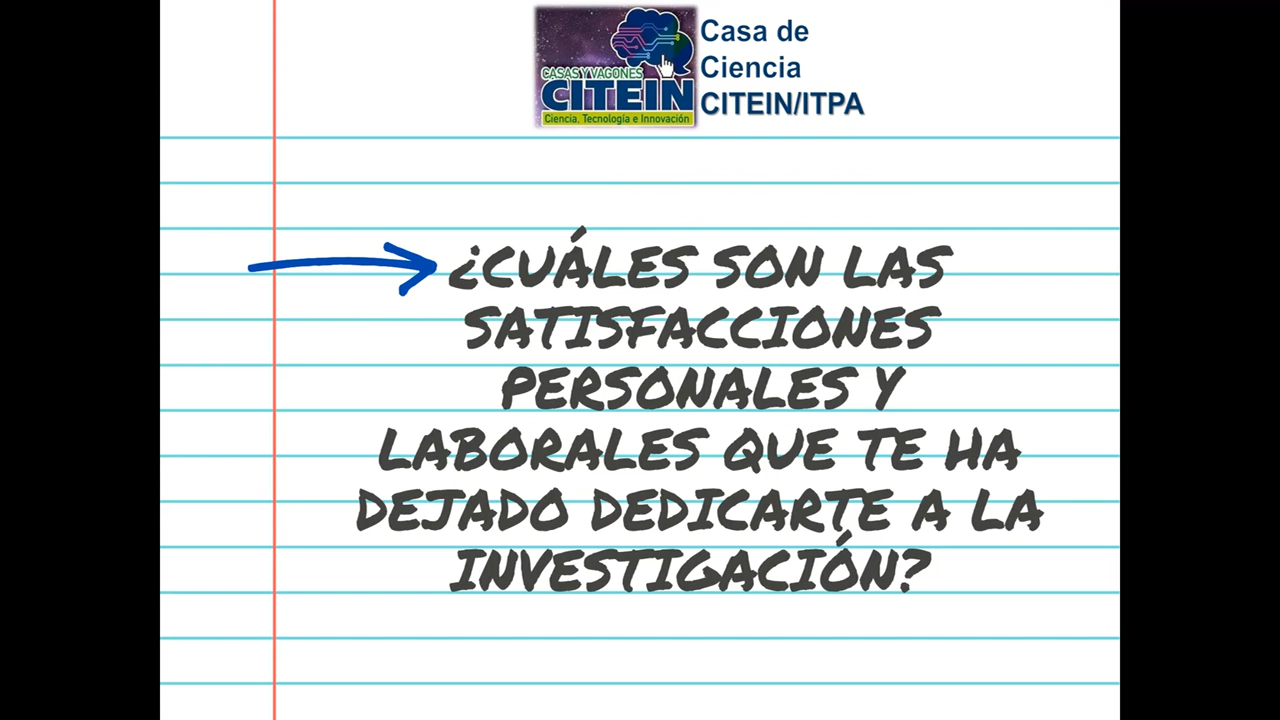 CASAS Y VAGONES
CITEIN
Ciencia, Tecnología e Innovación
Casa de
Ciencia
CITEIN/ITPA
¿CUÁLES SON LAS
SATISFACCIONES
PERSONALES Y
LABORALES QUE TE HA
DEJADO DEDICARTE A LA
INVESTIGACIÓN?